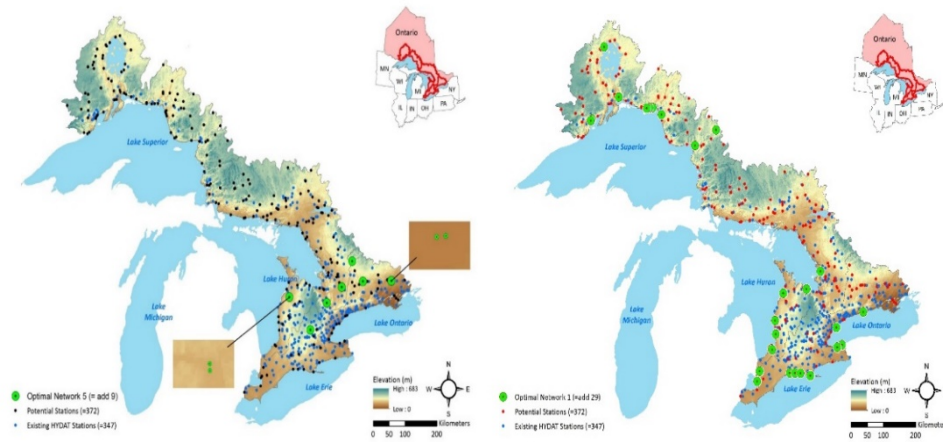 Ontario
MN
WI
MI
NY
IL
IN
OH
PA
Lake Superior
Lake Huron
Lake Michigan
Lake Ontario
Lake Erie
Optimal Network 5 (= add 9)
Potential Stations (=372)
Existing HYDAT Stations (=347)
Elevation (m)
High : 683
Low : 0
N
W
E
S
Kilometers
0 50 100 200
Ontario
MN
WI
MI
NY
IL
IN
OH
PA
Lake Superior
Lake Huron
Lake Michigan
Lake Ontario
Lake Erie
Optimal Network 1 (=add 29)
Potential Stations (=372)
Existing HYDAT Stations (=347)
Elevation (m)
High : 683
Low : 0
N
W
E
S
0 50 100 200